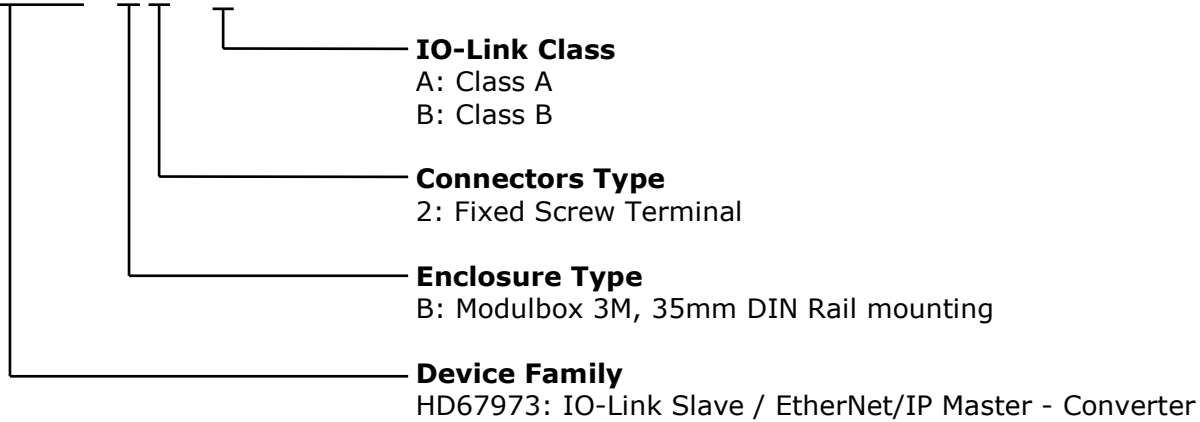 IO-Link Class
A: Class A
B: Class B
Connectors Type
2: Fixed Screw Terminal
Enclosure Type
B: Modulbox 3M, 35mm DIN Rail mounting
Device Family
HD67973: IO-Link Slave / EtherNet/IP Master - Converter